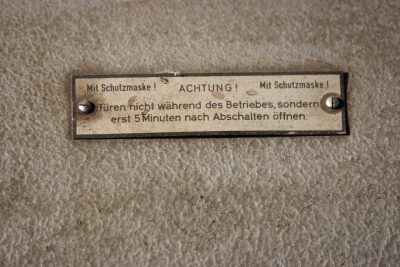 Mit Schutzmaske! ACHTUNG! Mit Schutzmaske!
Türen nicht während des Betriebes, sondern
erst 5 Minuten nach Abschalten öffnen.